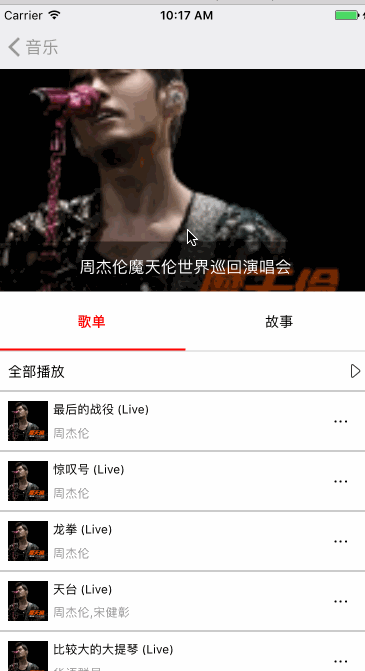 Carrier 10:17 AM
音乐
周杰伦魔天伦世界巡回演唱会
歌单 故事
全部播放
最后的战役 (Live)
周杰伦
惊叹号 (Live)
周杰伦
龙拳 (Live)
周杰伦
天台 (Live)
周杰伦,宋健彰
比较大的大提琴 (Live)